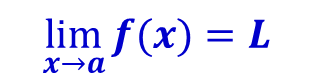 lim f(x) = L
x→a